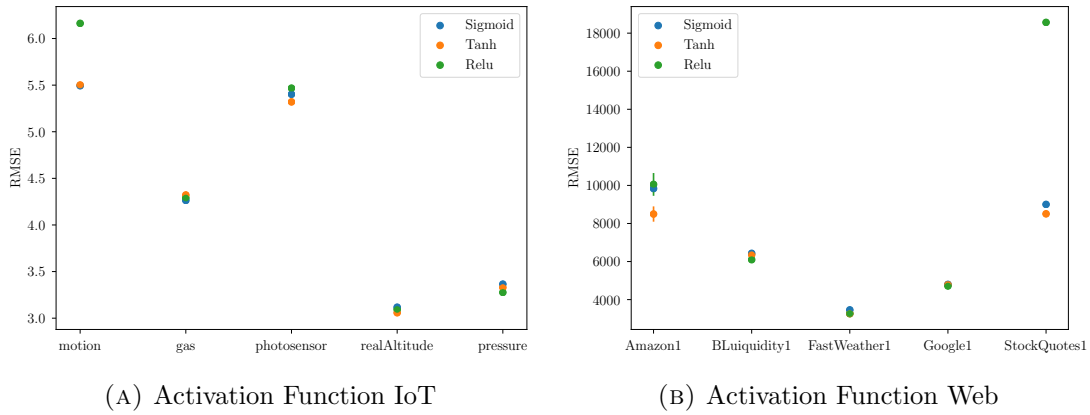 6.0
5.5
5.0
4.5
4.0
3.5
3.0
RMSE
Sigmoid
Tanh
Relu
motion gas photosensor realAltitude pressure
(A) Activation Function IoT
18000
16000
14000
12000
10000
8000
6000
4000
RMSE
Sigmoid
Tanh
Relu
Amazon1 BLuiquidity1 FastWeather1 Google1 StockQuotes1
(B) Activation Function Web